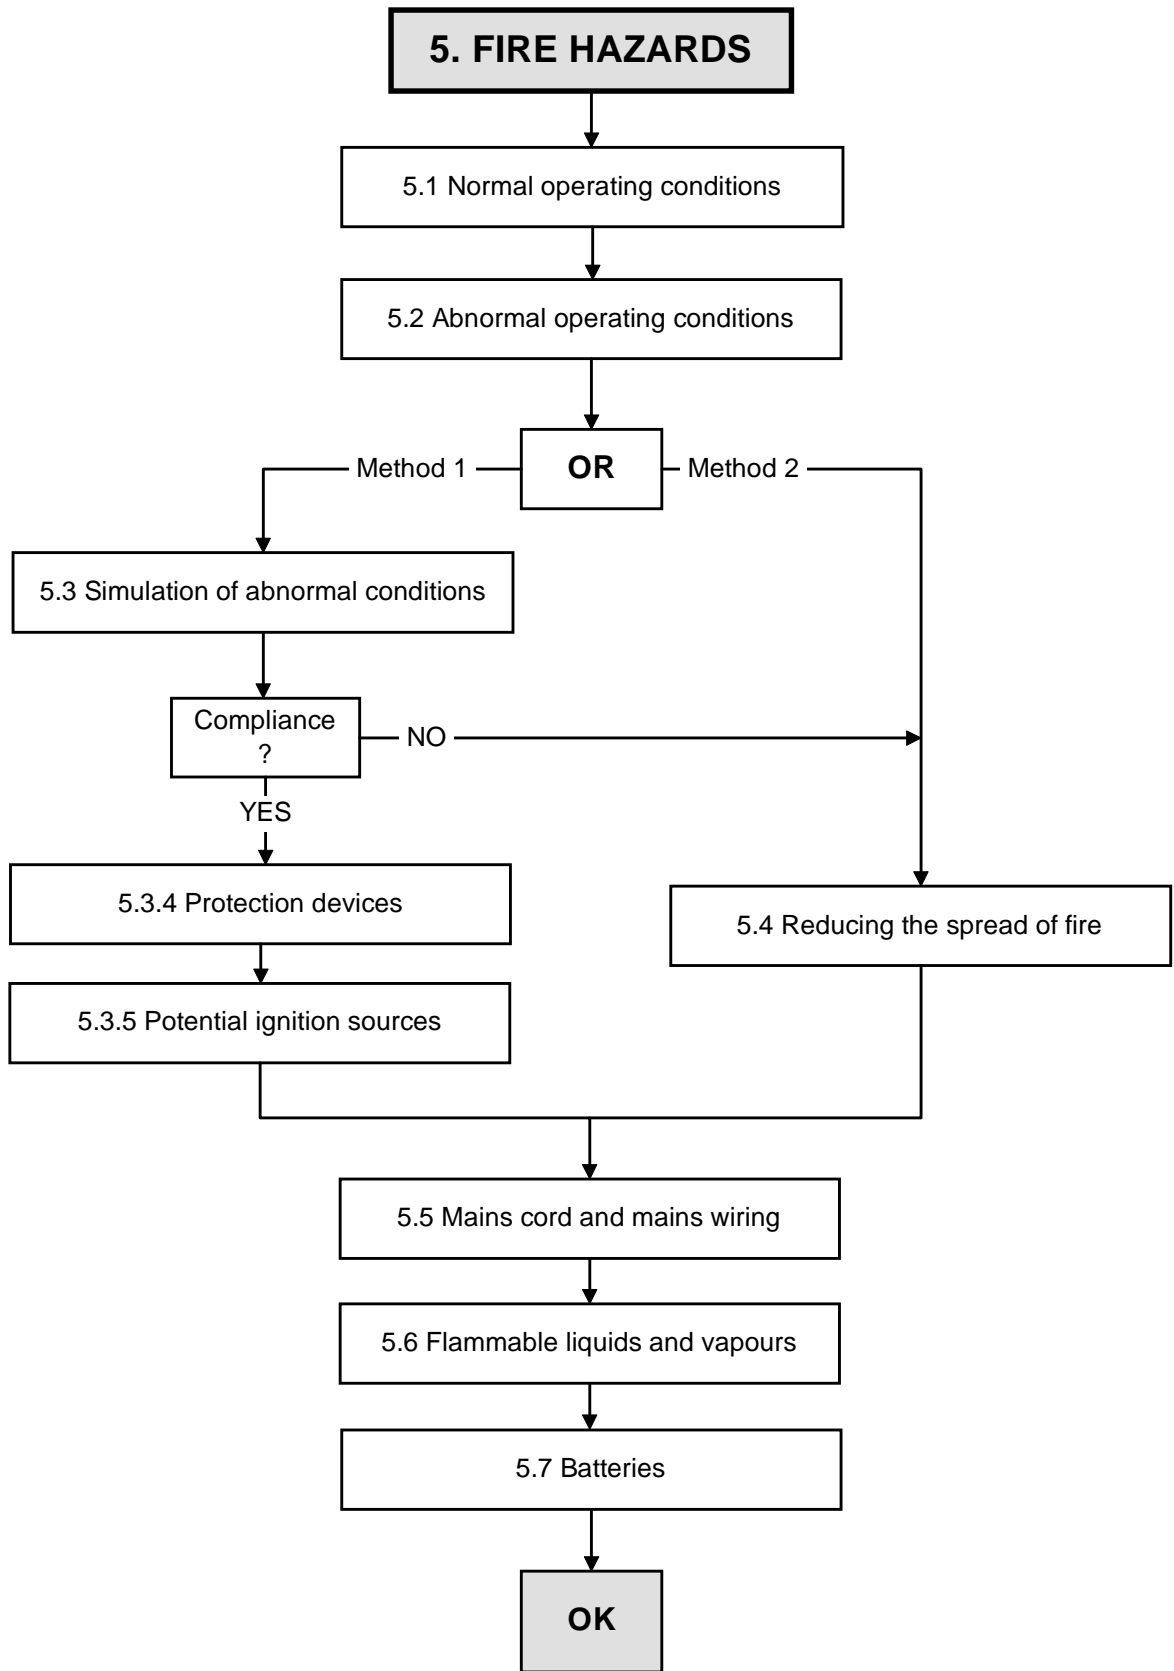 5. FIRE HAZARDS
5.1 Normal operating conditions
5.2 Abnormal operating conditions
OR
Method 1
Method 2
5.3 Simulation of abnormal conditions
Compliance
?
NO
YES
5.3.4 Protection devices
5.4 Reducing the spread of fire
5.3.5 Potential ignition sources
5.5 Mains cord and mains wiring
5.6 Flammable liquids and vapours
5.7 Batteries
OK